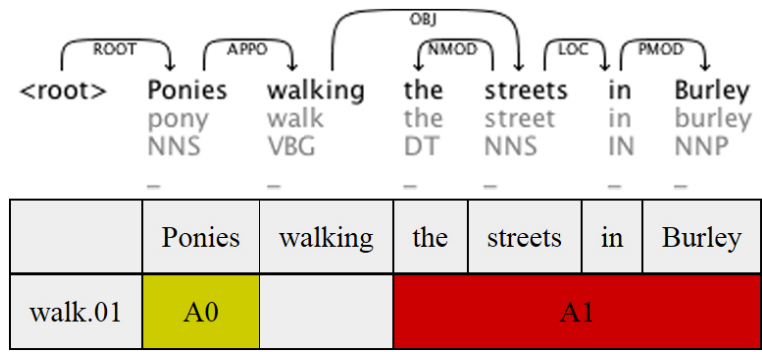 OBJ
ROOT APPO NMOD LOC PMOD
<root> Ponies walking the streets in Burley
pony walk the street in burley
NNS VBG DT NNS IN NNP
_ _ _ _ _ _
Ponies walking the streets in Burley
walk.01 A0 A1